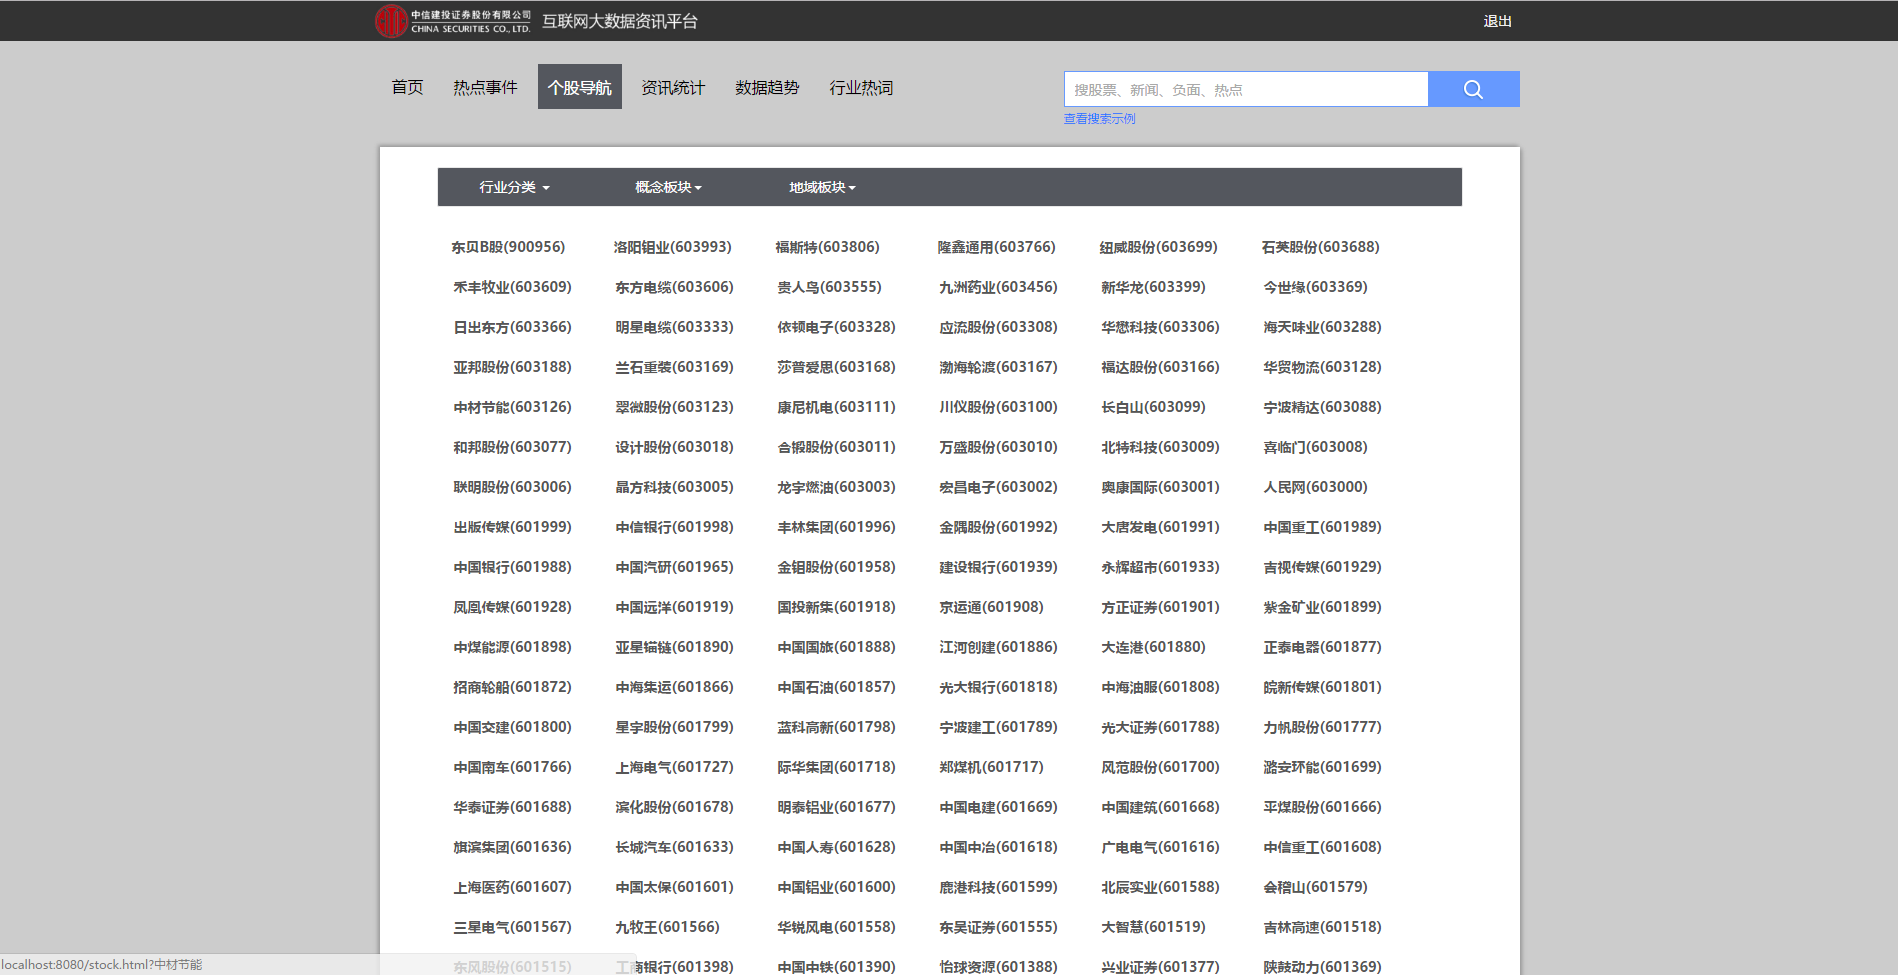 中信建投证券股份有限公司
CHINA SECURITIES CO., LTD.
互联网大数据资讯平台
退出
首页 热点事件 个股导航 资讯统计 数据趋势 行业热词
搜股票、新闻、负面、热点
查看搜索示例
行业分类 概念板块 地域板块
东贝B股(900956) 洛阳钼业(603993) 福斯特(603806) 隆鑫通用(603766) 纽威股份(603699) 石英股份(603688)
禾丰牧业(603609) 东方电缆(603606) 贵人鸟(603555) 九洲药业(603456) 新华龙(603399) 今世缘(603369)
日出东方(603366) 明星电缆(603333) 依顿电子(603328) 应流股份(603308) 华懋科技(603306) 海天味业(603288)
亚邦股份(603188) 兰石重装(603169) 莎普爱思(603168) 渤海轮渡(603167) 福达股份(603166) 华贸物流(603128)
中材节能(603126) 翠微股份(603123) 康尼机电(603111) 川仪股份(603100) 长白山(603099) 宁波精达(603088)
和邦股份(603077) 设计股份(603018) 合锻股份(603011) 万盛股份(603010) 北特科技(603009) 喜临门(603008)
联明股份(603006) 晶方科技(603005) 龙宇燃油(603003) 宏昌电子(603002) 奥康国际(603001) 人民网(603000)
出版传媒(601999) 中信银行(601998) 丰林集团(601996) 金隅股份(601992) 大唐发电(601991) 中国重工(601989)
中国银行(601988) 中国汽研(601965) 金钼股份(601958) 建设银行(601939) 永辉超市(601933) 吉视传媒(601929)
凤凰传媒(601928) 中国远洋(601919) 国投新集(601918) 京运通(601908) 方正证券(601901) 紫金矿业(601899)
中煤能源(601898) 亚星锚链(601890) 中国国旅(601888) 江河创建(601886) 大连港(601880) 正泰电器(601877)
招商轮船(601872) 中海集运(601866) 中国石油(601857) 光大银行(601818) 中海油服(601808) 皖新传媒(601801)
中国交建(601800) 星宇股份(601799) 蓝科高新(601798) 宁波建工(601789) 光大证券(601788) 力帆股份(601777)
中国南车(601766) 上海电气(601727) 际华集团(601718) 郑煤机(601717) 风范股份(601700) 潞安环能(601699)
华泰证券(601688) 滨化股份(601678) 明泰铝业(601677) 中国电建(601669) 中国建筑(601668) 平煤股份(601666)
旗滨集团(601636) 长城汽车(601633) 中国人寿(601628) 中国中冶(601618) 广电电气(601616) 中信重工(601608)
上海医药(601607) 中国太保(601601) 中国铝业(601600) 鹿港科技(601599) 北辰实业(601588) 会稽山(601579)
三星电气(601567) 九牧王(601566) 华锐风电(601558) 东吴证券(601555) 大智慧(601519) 吉林高速(601518)
东风股份(601515) 工商银行(601398) 中国中铁(601390) 怡球资源(601388) 兴业证券(601377) 陕鼓动力(601369)
localhost:8080/stock.html?中材节能